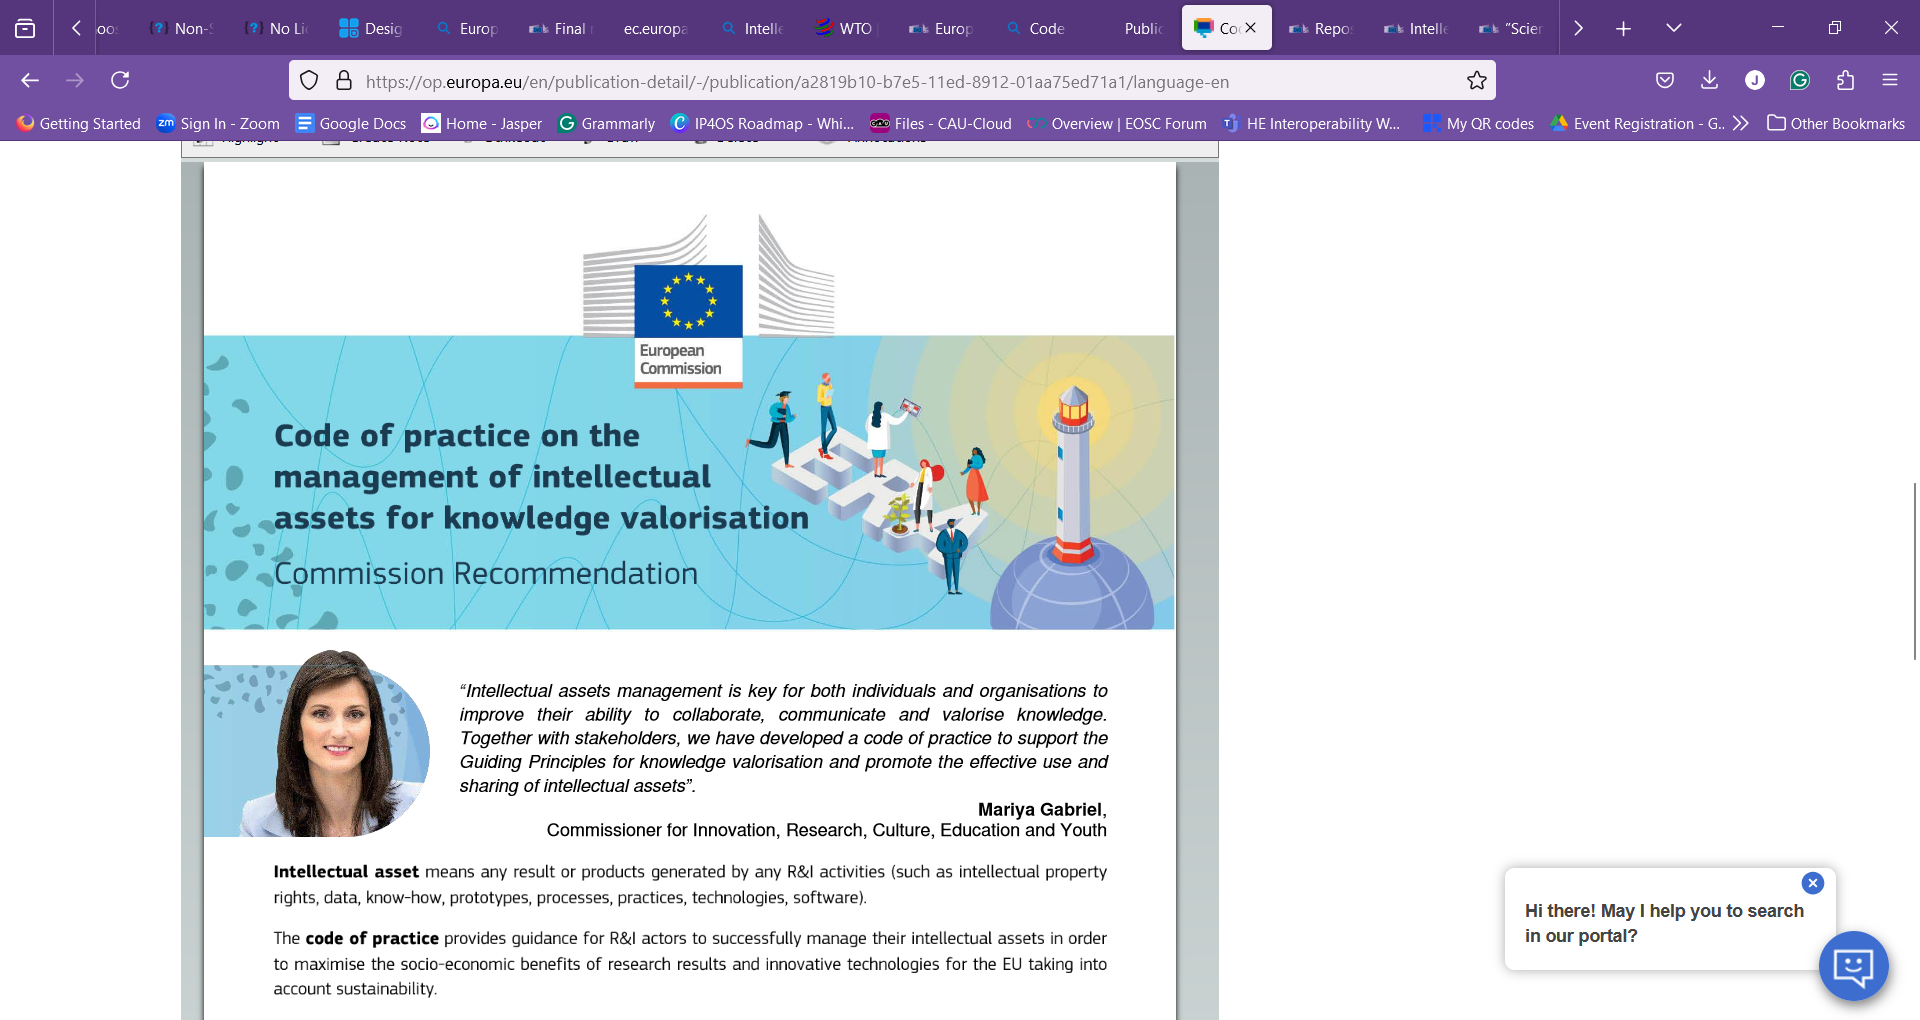 Non-S
No Li
Desig
Europ
Final r
ec.europa
Intelle
WTO
Europ
Code
Public
Co
Repo
Intelle
"Scier
https://op.europa.eu/en/publication-detail/-/publication/a2819b10-b7e5-11ed-8912-01aa75ed71a1/language-en
J
G
Getting Started
zm Sign In - Zoom
Google Docs
Home - Jasper
G Grammarly
IP4OS Roadmap - Whi...
Files - CAU-Cloud
Overview | EOSC Forum
HE Interoperability W...
My QR codes
Event Registration - G..
Other Bookmarks
European
Commission
Code of practice on the
management of intellectual
assets for knowledge valorisation
Commission Recommendation
“Intellectual assets management is key for both individuals and organisations to
improve their ability to collaborate, communicate and valorise knowledge.
Together with stakeholders, we have developed a code of practice to support the
Guiding Principles for knowledge valorisation and promote the effective use and
sharing of intellectual assets”.
Mariya Gabriel,
Commissioner for Innovation, Research, Culture, Education and Youth
Intellectual asset means any result or products generated by any R&I activities (such as intellectual property
rights, data, know-how, prototypes, processes, practices, technologies, software).
The code of practice provides guidance for R&I actors to successfully manage their intellectual assets in order
to maximise the socio-economic benefits of research results and innovative technologies for the EU taking into
account sustainability.
Hi there! May I help you to search
in our portal?